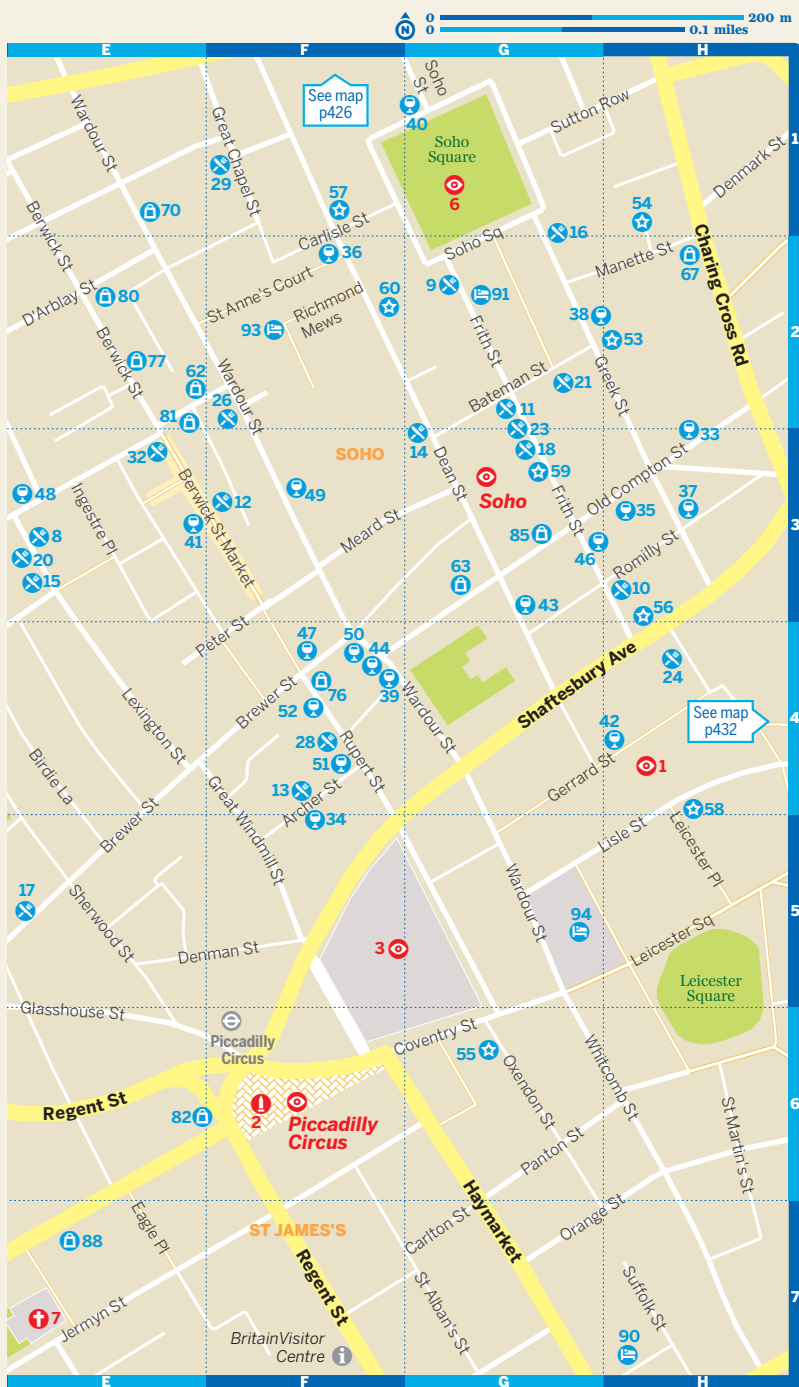 0 200 m
N 0 0.1 miles
E F G H
See map
p426
Soho
St
40
Sutton Row
Wardour St
Great Chapel St
Soho
Square
1
29
Denmark St
57
6
54
70
Berwick St
Carlisle St
16
36
Soho Sq
Manette St
67
Charing Cross Rd
D'Arblay St
80
St Anne's Court
60
9
91
Richmond
Mews
93
38
2
53
Berwick St
77
Frith St
Greek St
62
Wardour St
21
26
Bateman St
11
81
23
33
32
SOHO
14
18
Dean St
59
Soho
48
Ingestre Pl
Berwick St Market
12
49
Old Compton St
37
35
3
8
41
Meard St
85
Frith St
46
20
Romilly St
15
63
10
43
56
Peter St
47
50
44
Shaftesbury Ave
24
76
39
Wardour St
Lexington St
Brewer St
52
42
See map
p432
4
28
Rupert St
1
Birdie La
51
Gerrard St
13
Archer St
Great Windmill St
58
Brewer St
34
Lisle St
Leicester Pl
17
Sherwood St
Wardour St
94
5
3
Leicester Sq
Denman St
Leicester
Square
Glasshouse St
Piccadilly
Circus
Coventry St
55
Oxendon St
Whitcomb St
Regent St
82
2
Piccadilly
Circus
6
St Martin's St
Panton St
Eagle Pl
Haymarket
Orange St
ST JAMES'S
Carlton St
88
Regent St
St Alban's St
Suffolk St
7
7
Jermyn St
BritainVisitor
Centre
90
E F G H